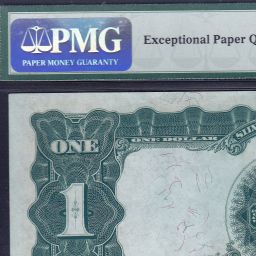 PMG
PAPER MONEY GUARANTY
Exceptional Paper Q
ONE
ONE DOLLAR
1